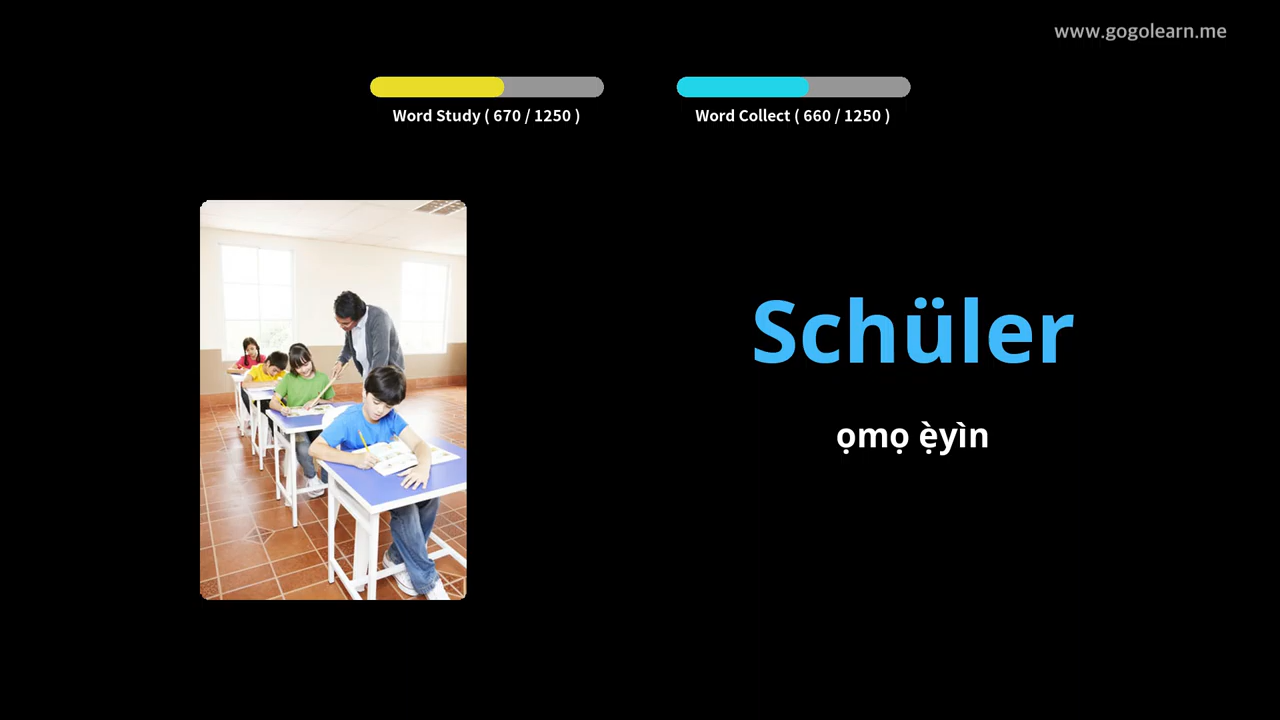 www.gogolearn.me
Word Study ( 670 / 1250 )
Word Collect ( 660 / 1250 )
Schüler
ọmọ ẹ̀yìn